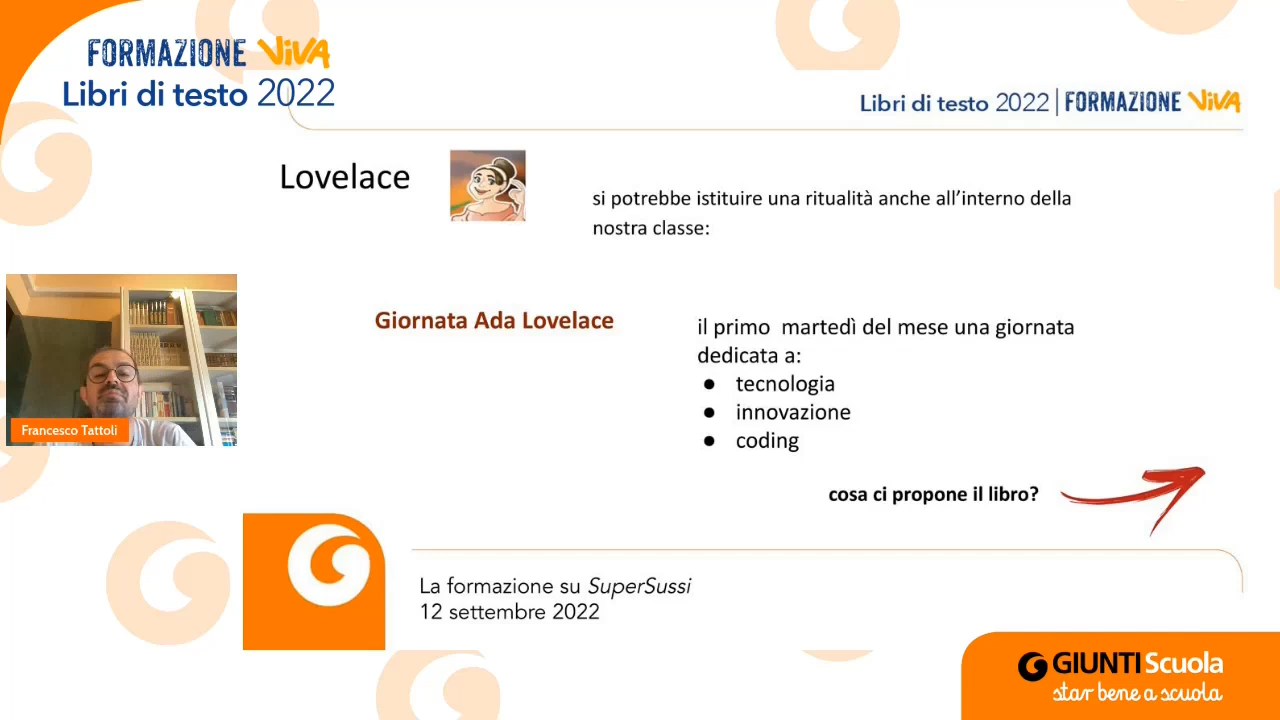 FORMAZIONE VIVA
Libri di testo 2022
Libri di testo 2022 | FORMAZIONE VIVA
Lovelace
si potrebbe istituire una ritualità anche all’interno della
nostra classe:
Giornata Ada Lovelace
il primo martedì del mese una giornata
dedicata a:
● tecnologia
● innovazione
● coding
Francesco Tattoli
cosa ci propone il libro?
La formazione su SuperSussi
12 settembre 2022
GIUNTI Scuola
star bene a scuola